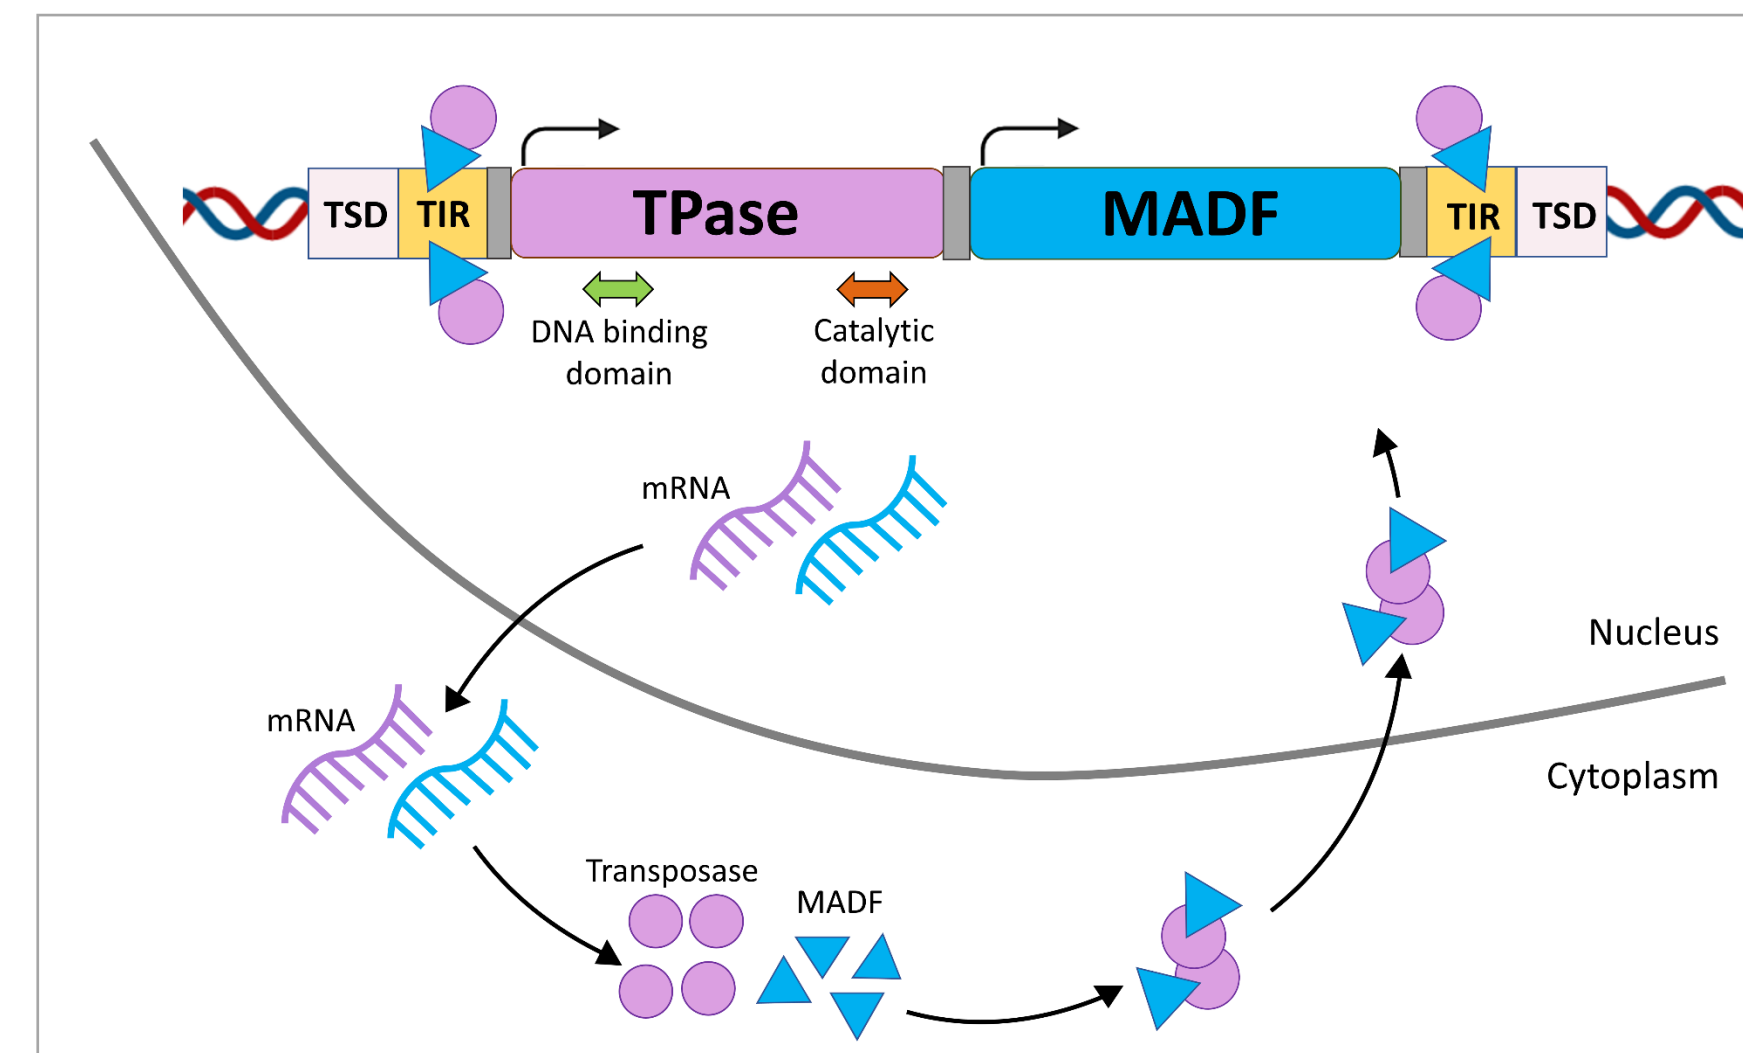 TSD TIR TPase MADF TIR TSD
DNA binding
domain
Catalytic
domain
mRNA
Nucleus
mRNA
Cytoplasm
Transposase
MADF